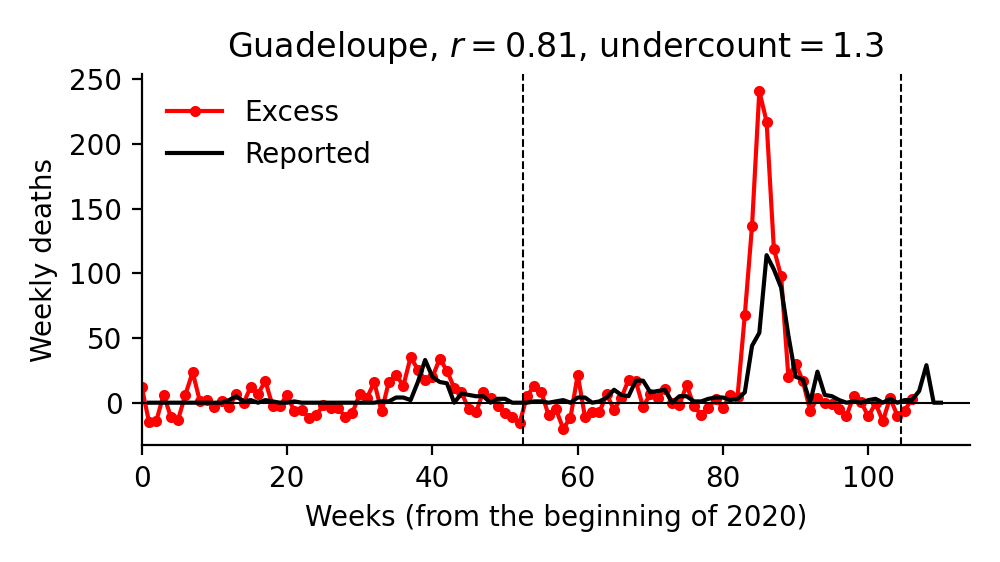 Guadeloupe, r = 0.81, undercount = 1.3
250
200
150
100
50
0
Weekly deaths
Excess
Reported
0 20 40 60 80 100
Weeks (from the beginning of 2020)